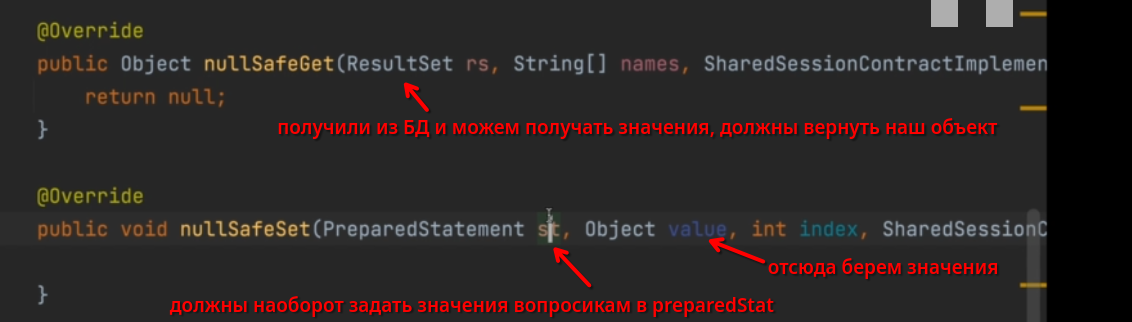 @Override
public Object nullSafeGet(ResultSet rs, String[] names, SharedSessionContractImplemen
return null;
}
получили из БД и можем получать значения, должны вернуть наш объект
@Override
public void nullSafeSet(PreparedStatement st, Object value, int index, SharedSessionC
отсюда берем значения
}
должны наоборот задать значения вопросикам в preparedStat